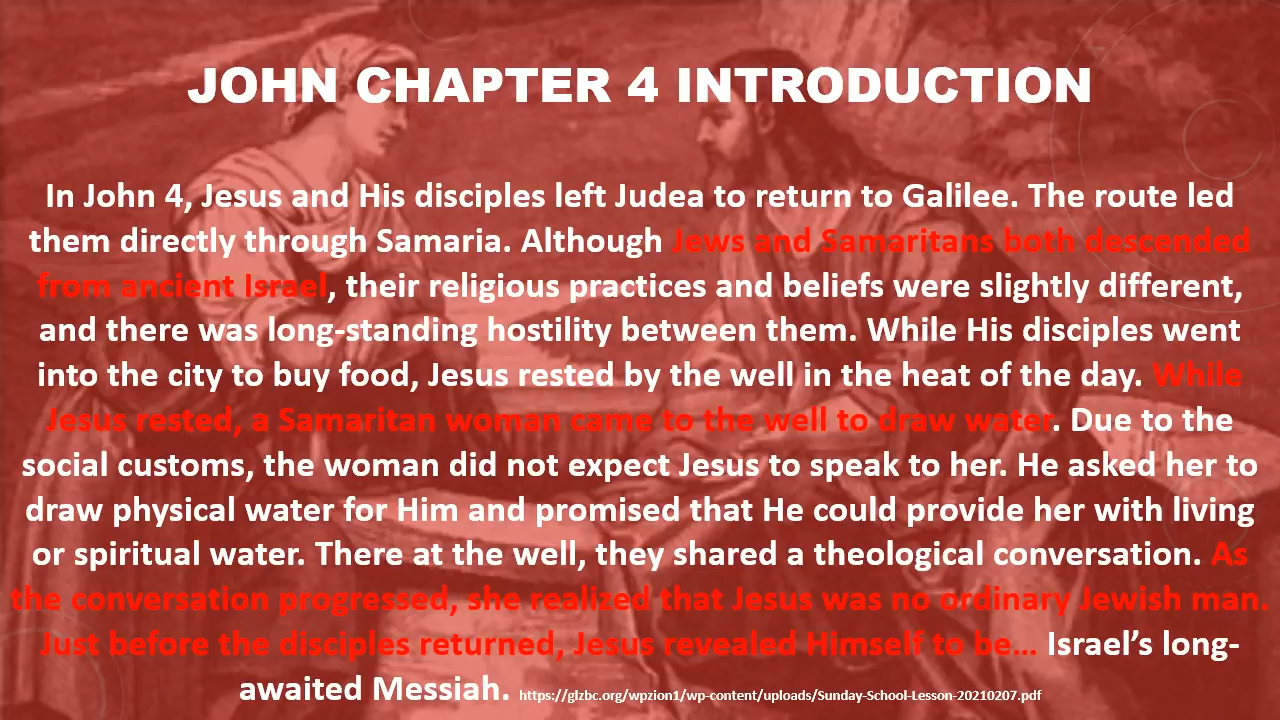 JOHN CHAPTER 4 INTRODUCTION
In John 4, Jesus and His disciples left Judea to return to Galilee. The route led
them directly through Samaria. Although Jews and Samaritans both descended
from ancient Israel, their religious practices and beliefs were slightly different,
and there was long-standing hostility between them. While His disciples went
into the city to buy food, Jesus rested by the well in the heat of the day. While
Jesus rested, a Samaritan woman came to the well to draw water. Due to the
social customs, the woman did not expect Jesus to speak to her. He asked her to
draw physical water for Him and promised that He could provide her with living
or spiritual water. There at the well, they shared a theological conversation. As
the conversation progressed, she realized that Jesus was no ordinary Jewish man.
Just before the disciples returned, Jesus revealed Himself to be… Israel’s long-
awaited Messiah. https://glzbc.org/wpzion1/wp-content/uploads/Sunday-School-Lesson-20210207.pdf